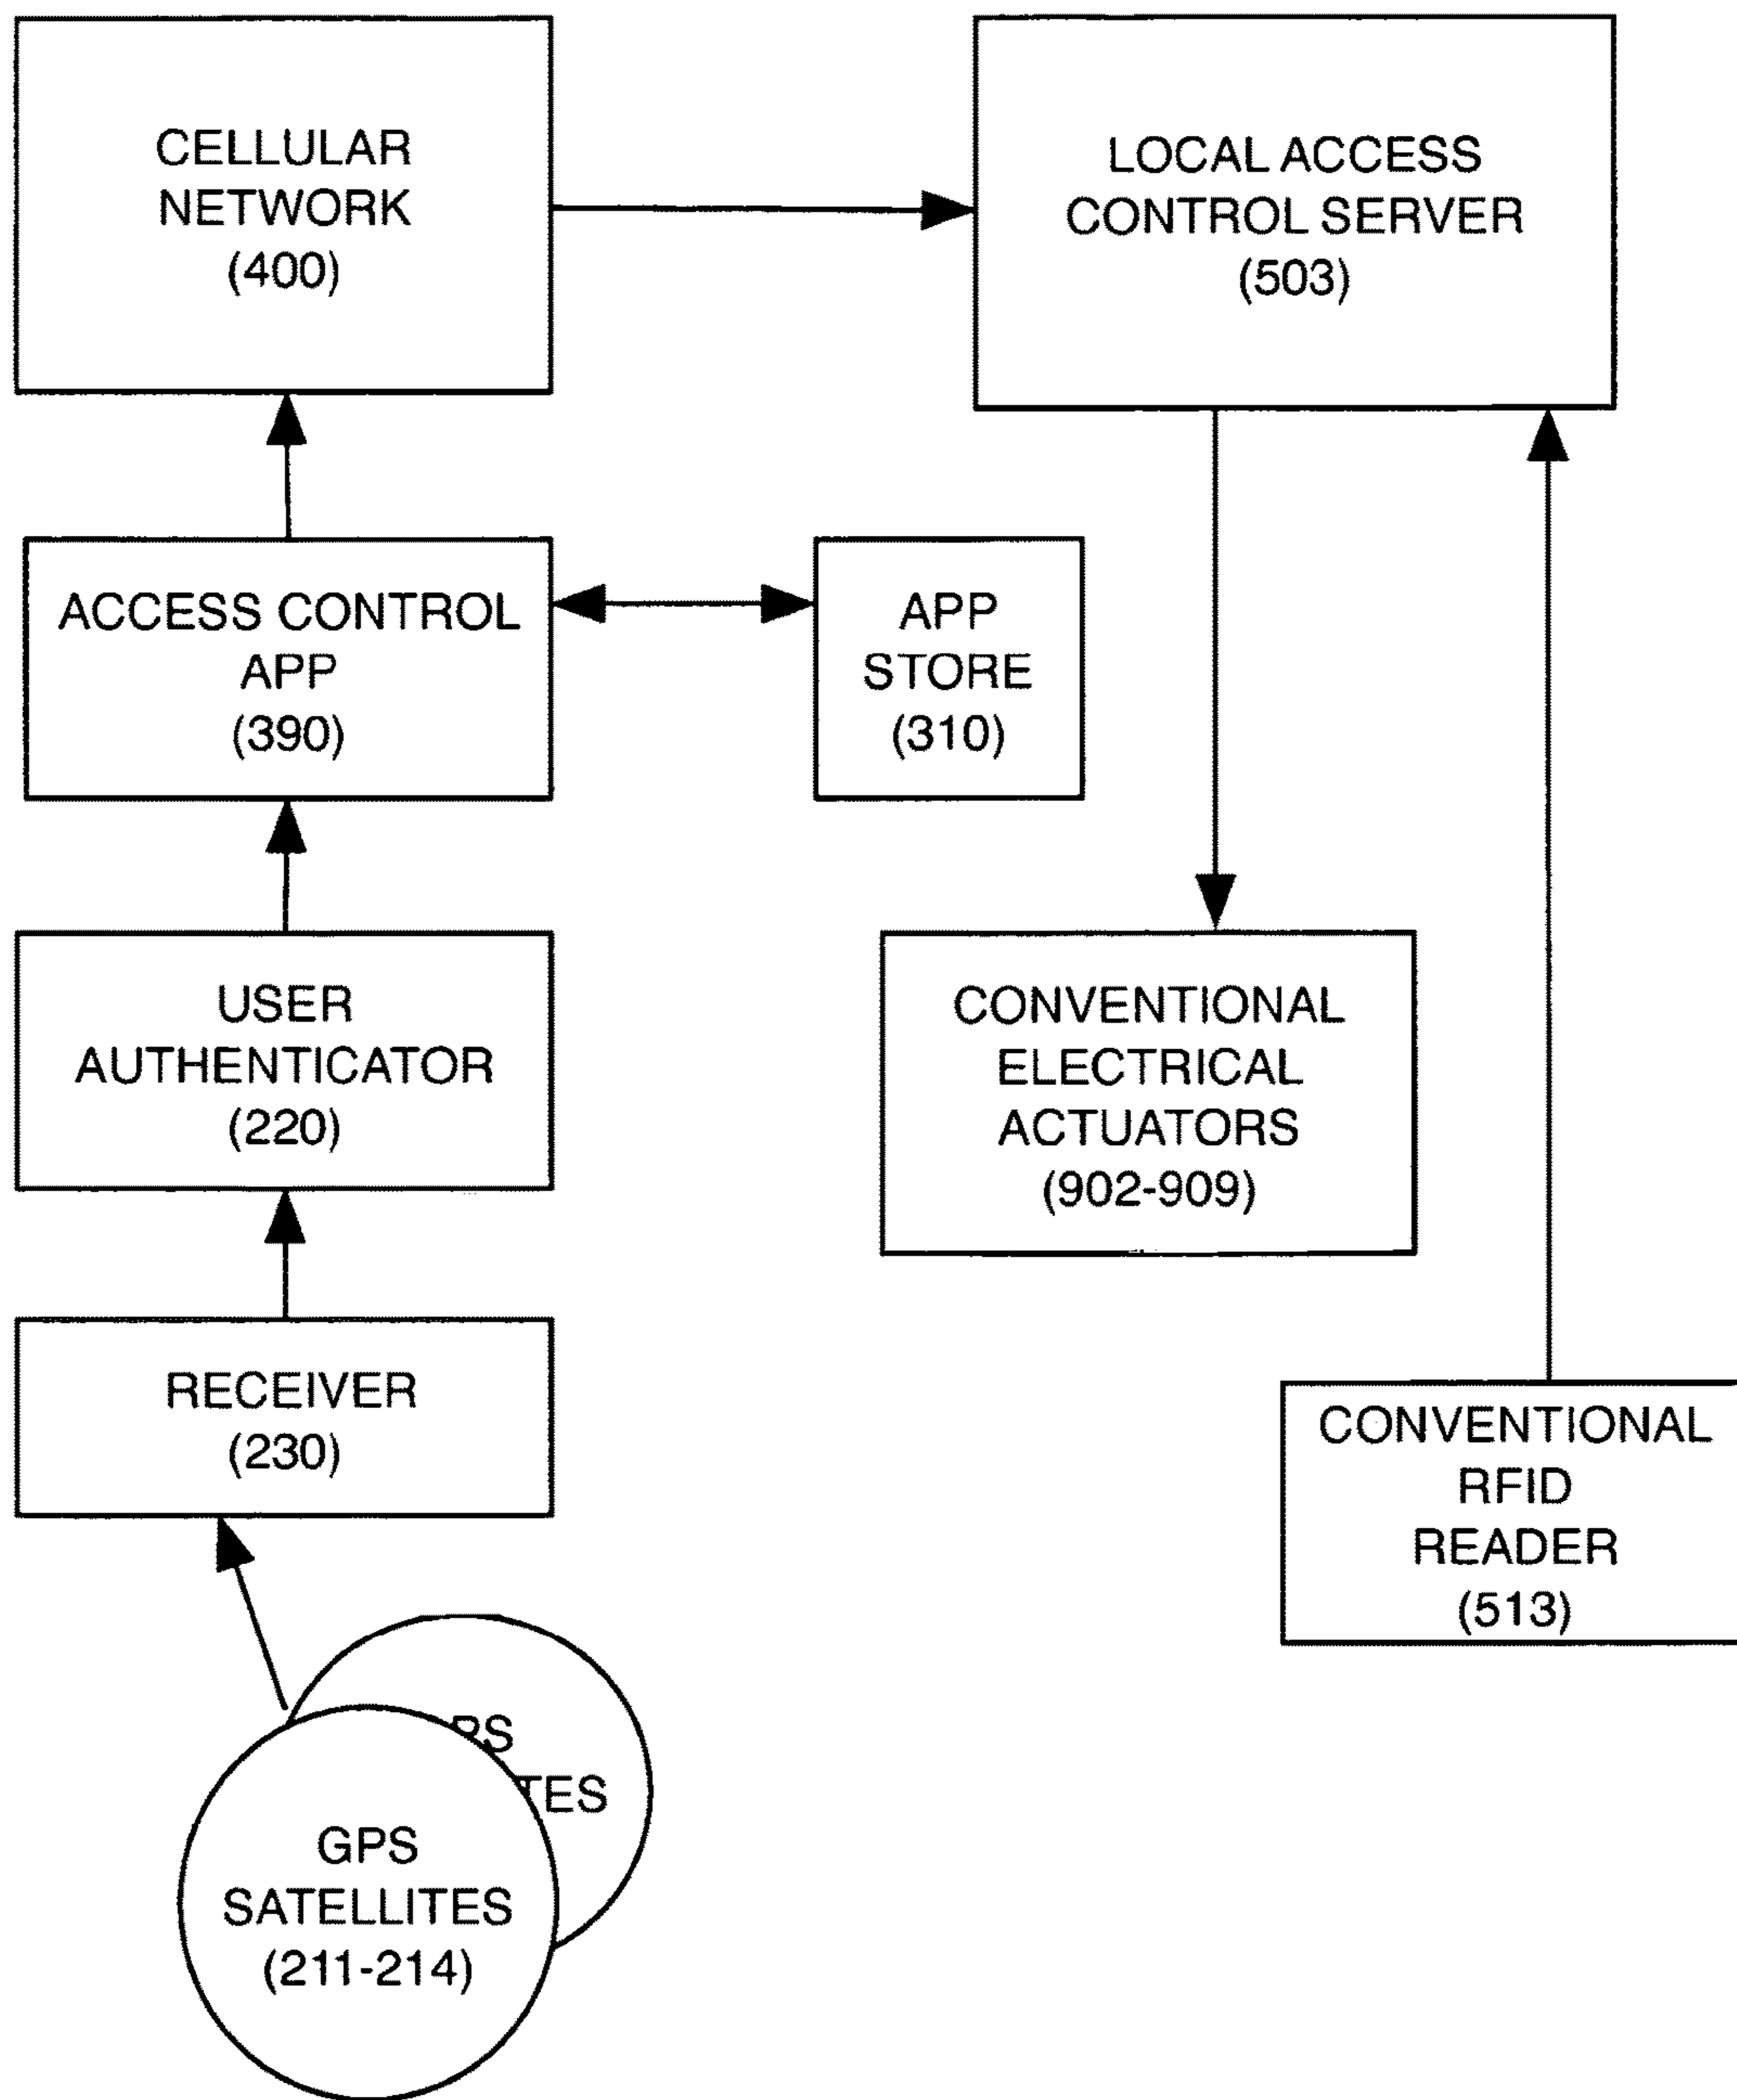 CELLULAR
NETWORK
(400)
LOCAL ACCESS
CONTROL SERVER
(503)
ACCESS CONTROL
APP
(390)
APP
STORE
(310)
USER
AUTHENTICATOR
(220)
CONVENTIONAL
ELECTRICAL
ACTUATORS
(902-909)
RECEIVER
(230)
CONVENTIONAL
RFID
READER
(513)
GPS
SATELLITES
(211-214)